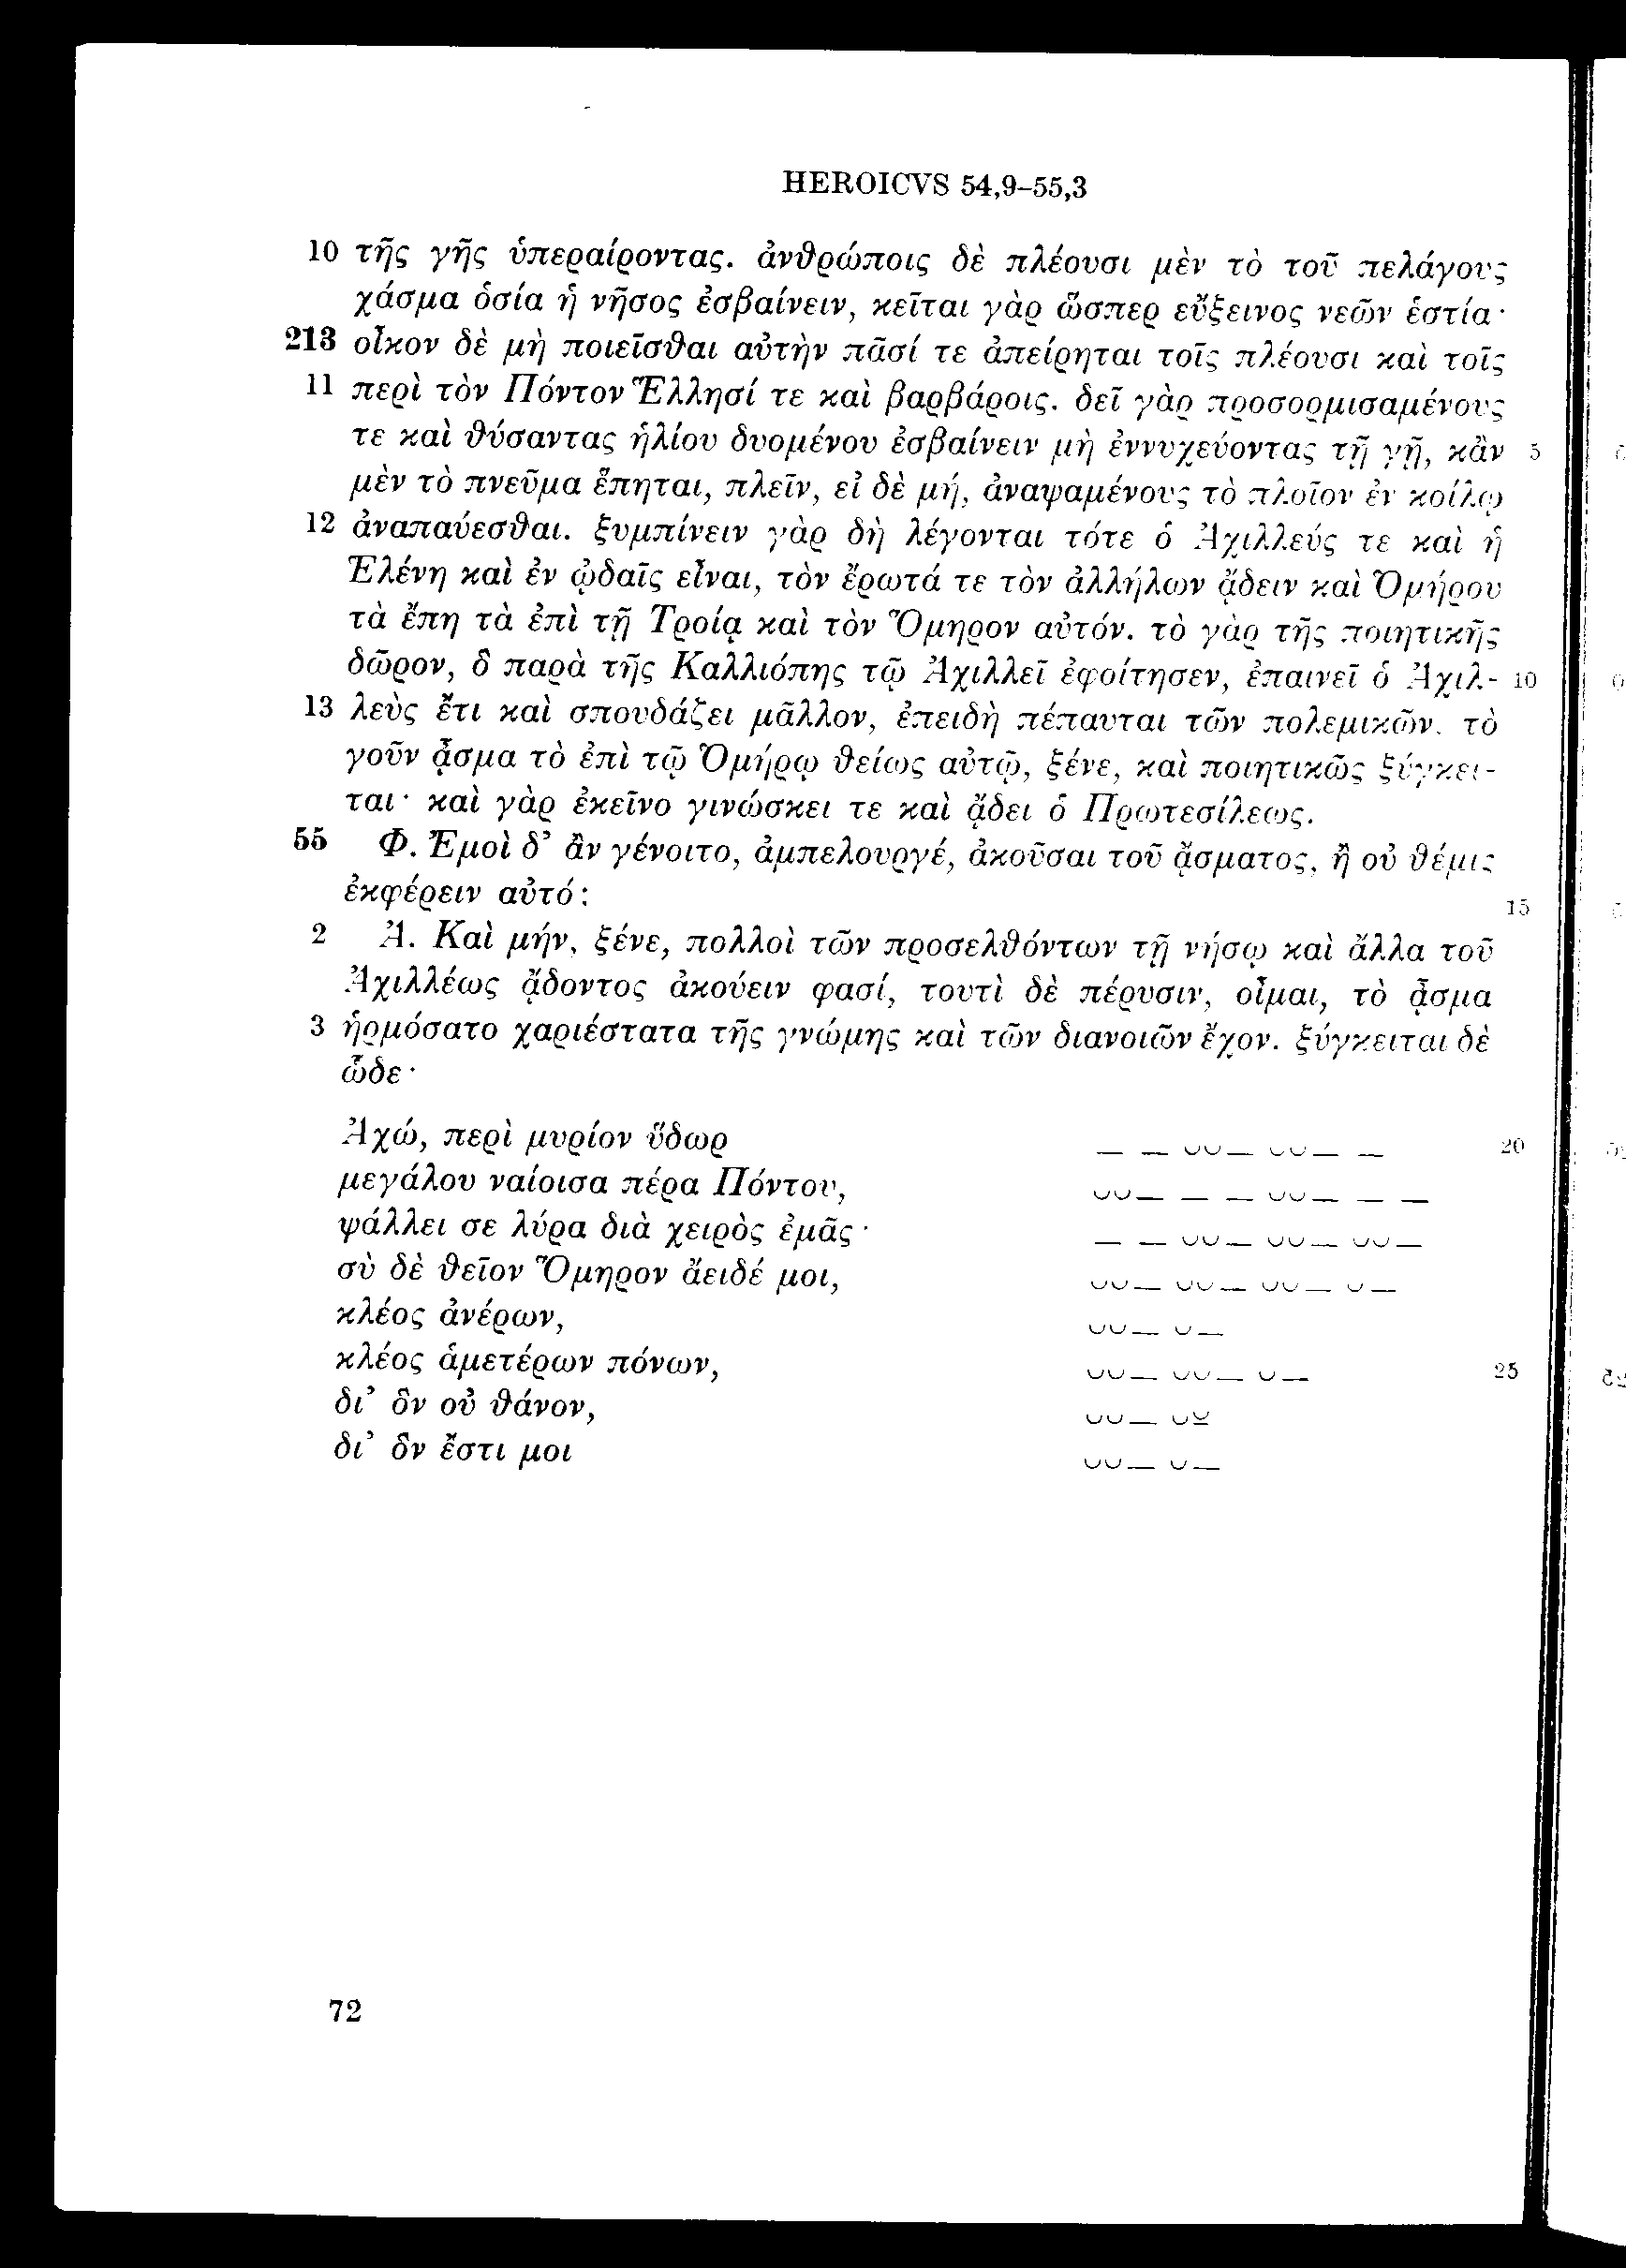 HEROICVS 54,9–55,3
10 τῆς γῆς ὑπεραίροντας. ἀνθρώποις δὲ πλέουσι μὲν τὸ τοῦ πελάγους
χάσμα ὁσία ἡ νῆσος ἐσβαίνειν, κεῖται γὰρ ὥσπερ εὔξεινος νεῶν ἑστία·
213 οἶκον δὲ μὴ ποιεῖσθαι αὐτὴν πᾶσί τε ἀπείρηται τοῖς πλέουσι καὶ τοῖς
11 περὶ τὸν Πόντον Ἕλλησί τε καὶ βαρβάροις. δεῖ γὰρ προσορμισαμένους
τε καὶ θύσαντας ἡλίου δυομένου ἐσβαίνειν μὴ ἐννυχεύοντας τῇ γῇ, κἂν 5
μὲν τὸ πνεῦμα ἕπηται, πλεῖν, εἰ δὲ μή, ἀναψαμένους τὸ πλοῖον ἐν κοίλῳ
12 ἀναπαύεσθαι. ξυμπίνειν γὰρ δὴ λέγονται τότε ὁ Ἀχιλλεύς τε καὶ ἡ
Ἑλένη καὶ ἐν ᾠδαῖς εἶναι, τὸν ἔρωτά τε τὸν ἀλλήλων ᾄδειν καὶ Ὁμήρου
τὰ ἔπη τὰ ἐπὶ τῇ Τροίᾳ καὶ τὸν Ὅμηρον αὐτόν. τὸ γὰρ τῆς ποιητικῆς
δῶρον, ὃ παρὰ τῆς Καλλιόπης τῷ Ἀχιλλεῖ ἐφοίτησεν, ἐπαινεῖ ὁ Ἀχιλ- 10
13 λεὺς ἔτι καὶ σπουδάζει μᾶλλον, ἐπειδὴ πέπαυται τῶν πολεμικῶν. τὸ
γοῦν ᾆσμα τὸ ἐπὶ τῷ Ὁμήρῳ θείως αὐτῷ, ξένε, καὶ ποιητικῶς ξύγκει-
ται· καὶ γὰρ ἐκεῖνο γινώσκει τε καὶ ᾄδει ὁ Πρωτεσίλεως.
55 Φ. Ἐμοὶ δ’ ἂν γένοιτο, ἀμπελουργέ, ἀκοῦσαι τοῦ ᾄσματος, ἢ οὐ θέμις
ἐκφέρειν αὐτό; 15
2 Ἀ. Καὶ μήν, ξένε, πολλοὶ τῶν προσελθόντων τῇ νήσῳ καὶ ἄλλα τοῦ
Ἀχιλλέως ᾄδοντος ἀκούειν φασί, τουτὶ δὲ πέρυσιν, οἶμαι, τὸ ᾆσμα
3 ἡρμόσατο χαριέστατα τῆς γνώμης καὶ τῶν διανοιῶν ἔχον. ξύγκειται δὲ
ὧδε·
Ἀχώ, περὶ μυρίον ὕδωρ — — ⏑⏑— ⏑⏑— — 20
μεγάλου ναίοισα πέρα Πόντου, ⏑⏑— — — ⏑⏑— — —
ψάλλει σε λύρα διὰ χειρὸς ἐμᾶς· — — ⏑⏑— ⏑⏑— ⏑⏑—
σὺ δὲ θεῖον Ὅμηρον ἄειδέ μοι, ⏑⏑— ⏑⏑— ⏑⏑— ⏑—
κλέος ἀνέρων, ⏑⏑— ⏑—
κλέος ἁμετέρων πόνων, ⏑⏑— ⏑⏑— ⏑— 25
δι’ ὃν οὐ θάνον, ⏑⏑— ⏑⏓
δι’ ὃν ἔστι μοι ⏑⏑— ⏑—
72